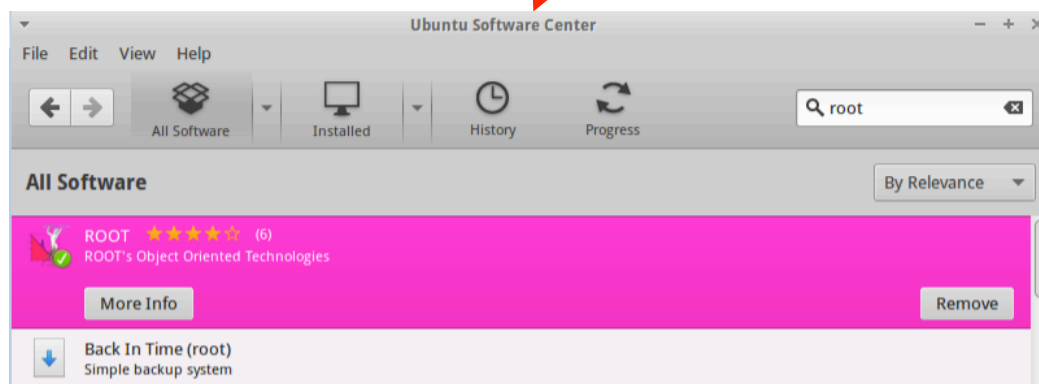 Ubuntu Software Center
File Edit View Help
All Software Installed History Progress
root
All Software
By Relevance
ROOT (6)
ROOT's Object Oriented Technologies
More Info
Remove
Back In Time (root)
Simple backup system